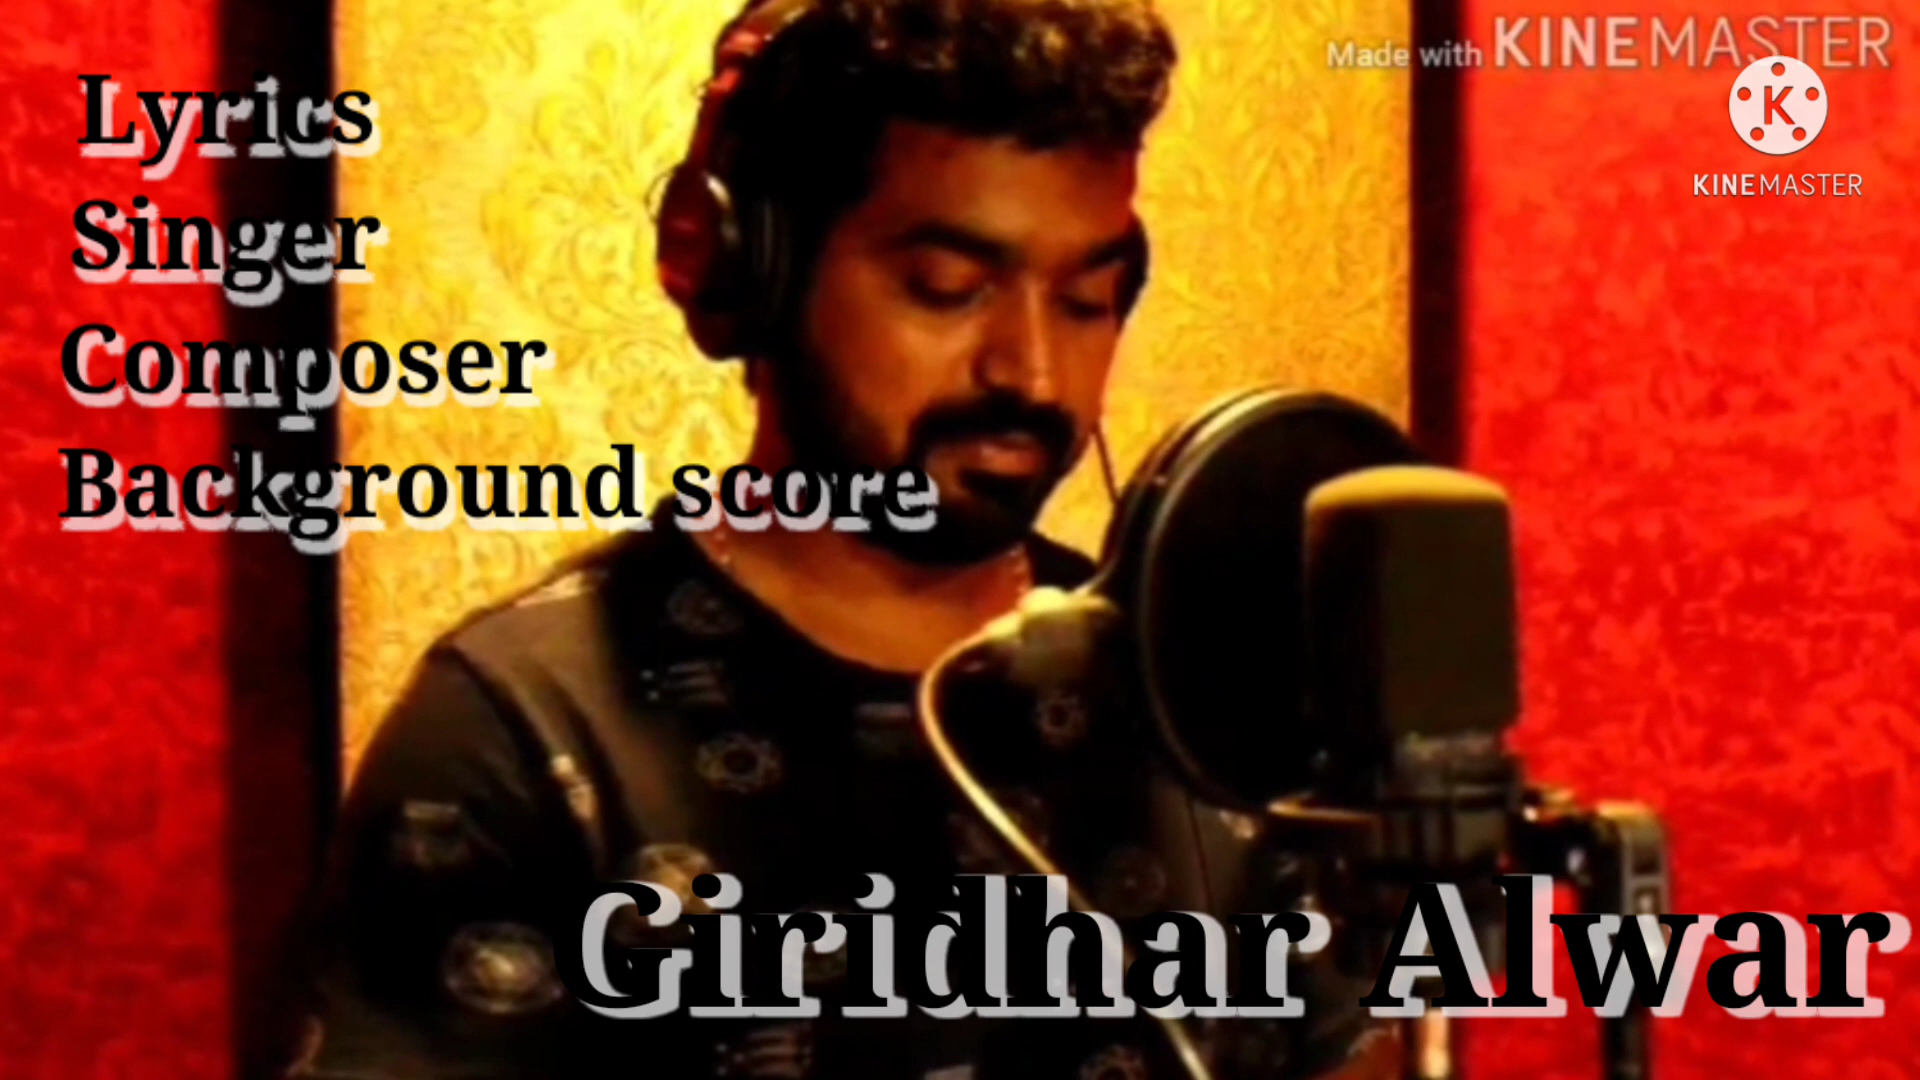 Made with KINEMASTER
K
KINEMASTER
Lyrics
Singer
Composer
Background score
Giridhar Alwar